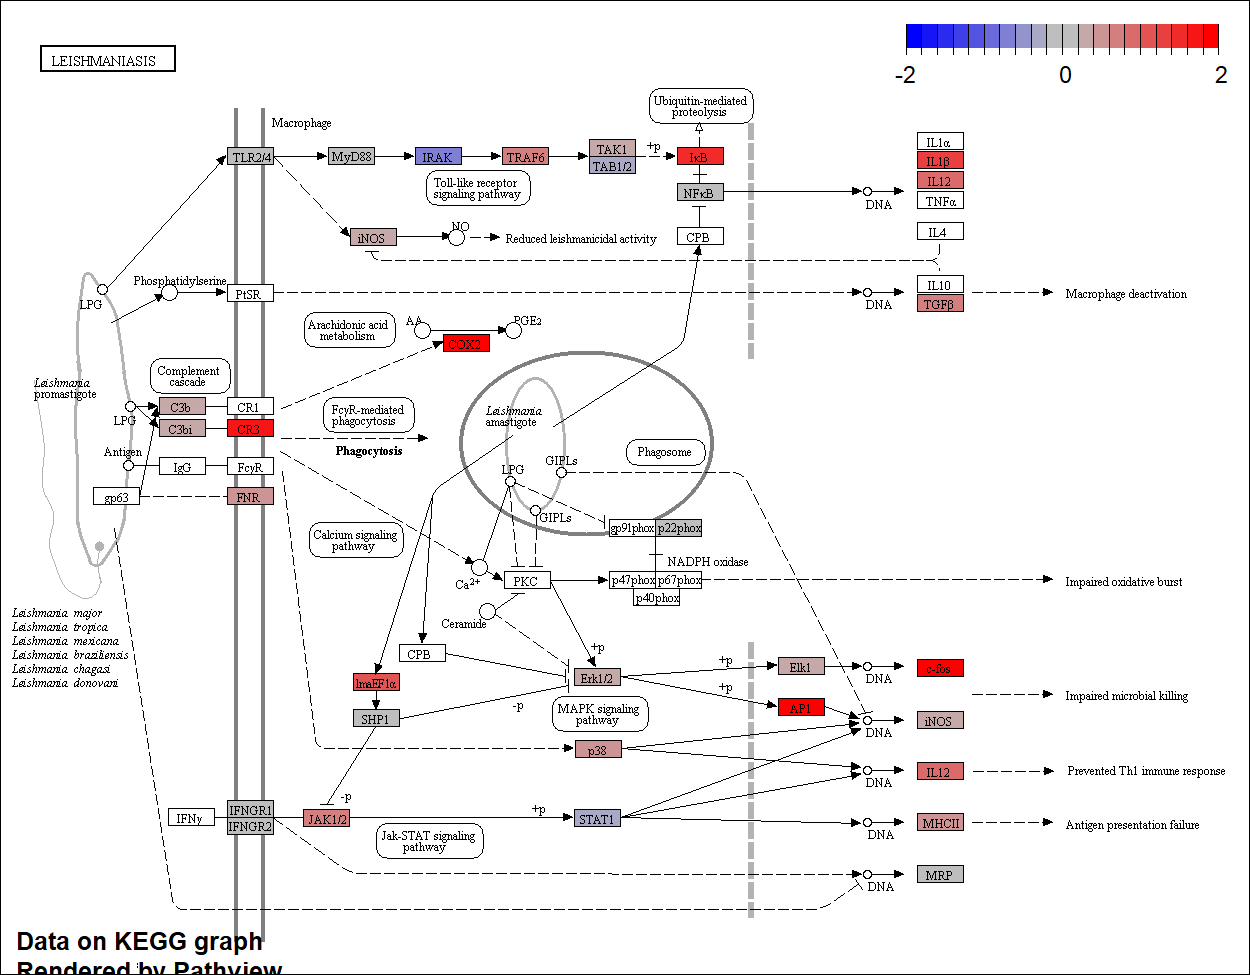 LEISHMANIASIS
-2
0
2
Macrophage
Ubiquitin-mediated
proteolysis
TLR2/4
MyD88
IRAK
TRAF6
TAK1
TAB1/2
+p
IκB
NFκB
CPB
DNA
IL1α
IL1β
IL12
TNFα
IL4
IL10
TGFβ
Toll-like receptor
signaling pathway
iNOS
NO
Reduced leishmanicidal activity
LPG
Phosphatidylserine
PtSR
DNA
Macrophage deactivation
Arachidonic acid
metabolism
AA
PGE2
COX2
Leishmania
promastigote
Complement
cascade
LPG
C3b
C3bi
CR1
CR3
Antigen
IgG
FcγR
gp63
FNR
FcγR-mediated
phagocytosis
Phagocytosis
Leishmania
amastigote
LPG
GIPLs
GIPLs
Phagosome
gp91phox
p22phox
NADPH oxidase
p47phox
p67phox
p40phox
Calcium signaling
pathway
Ca2+
PKC
Ceramide
Impaired oxidative burst
Leishmania major
Leishmania tropica
Leishmania mexicana
Leishmania braziliensis
Leishmania chagasi
Leishmania donovani
CPB
lmaEF1α
SHP1
-p
+p
Erk1/2
MAPK signaling
pathway
+p
+p
Elk1
AP1
DNA
c-fos
Impaired microbial killing
DNA
iNOS
p38
DNA
IL12
Prevented Th1 immune response
IFNγ
IFNGR1
IFNGR2
-p
JAK1/2
Jak-STAT signaling
pathway
+p
STAT1
DNA
MHCII
Antigen presentation failure
DNA
MRP
Data on KEGG graph
Rendered by Pathview